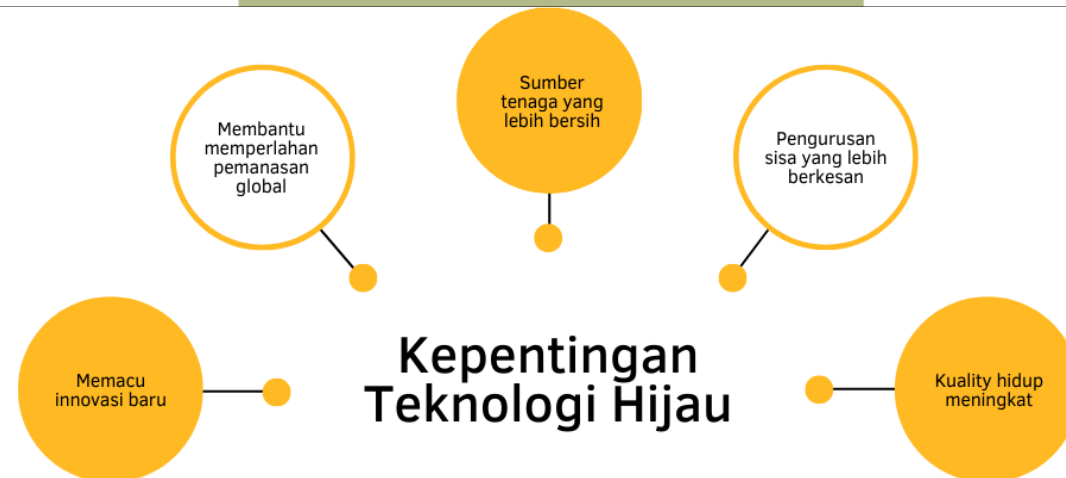 Sumber
tenaga yang
lebih bersih
Membantu
memperlahan
pemanasan
global
Pengurusan
sisa yang lebih
berkesan
Kepentingan
Teknologi Hijau
Memacu
innovasi baru
Kuality hidup
meningkat